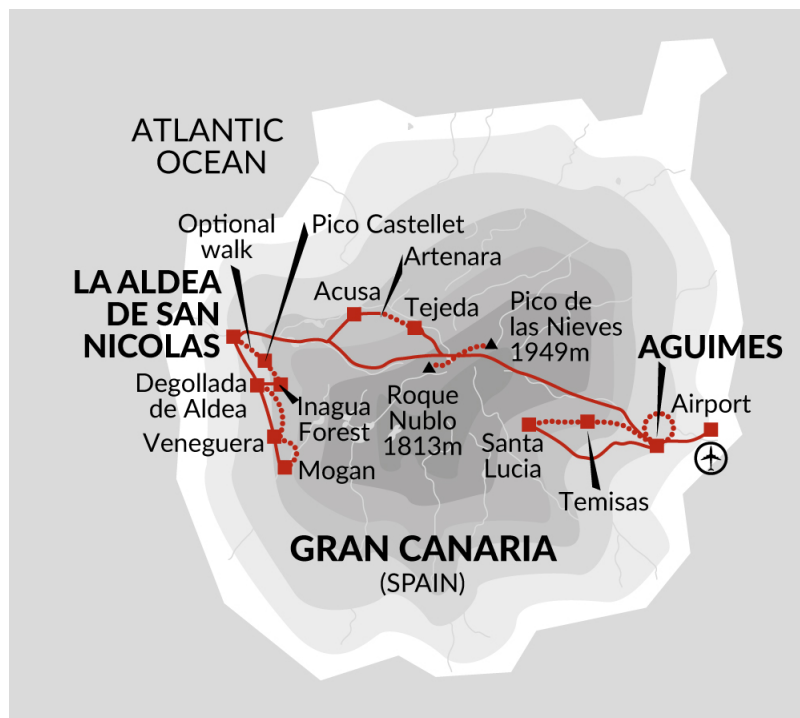 ATLANTIC
OCEAN
Optional
walk
Pico Castellet
Artenara
LA ALDEA
DE SAN
NICOLAS
Acusa
Tejeda
Pico de
las Nieves
1949m
AGUIMES
Degollada
de Aldea
Inagua
Forest
Roque
Nublo
1813m
Airport
Veneguera
Mogan
Santa
Lucia
Temisas
GRAN CANARIA
(SPAIN)